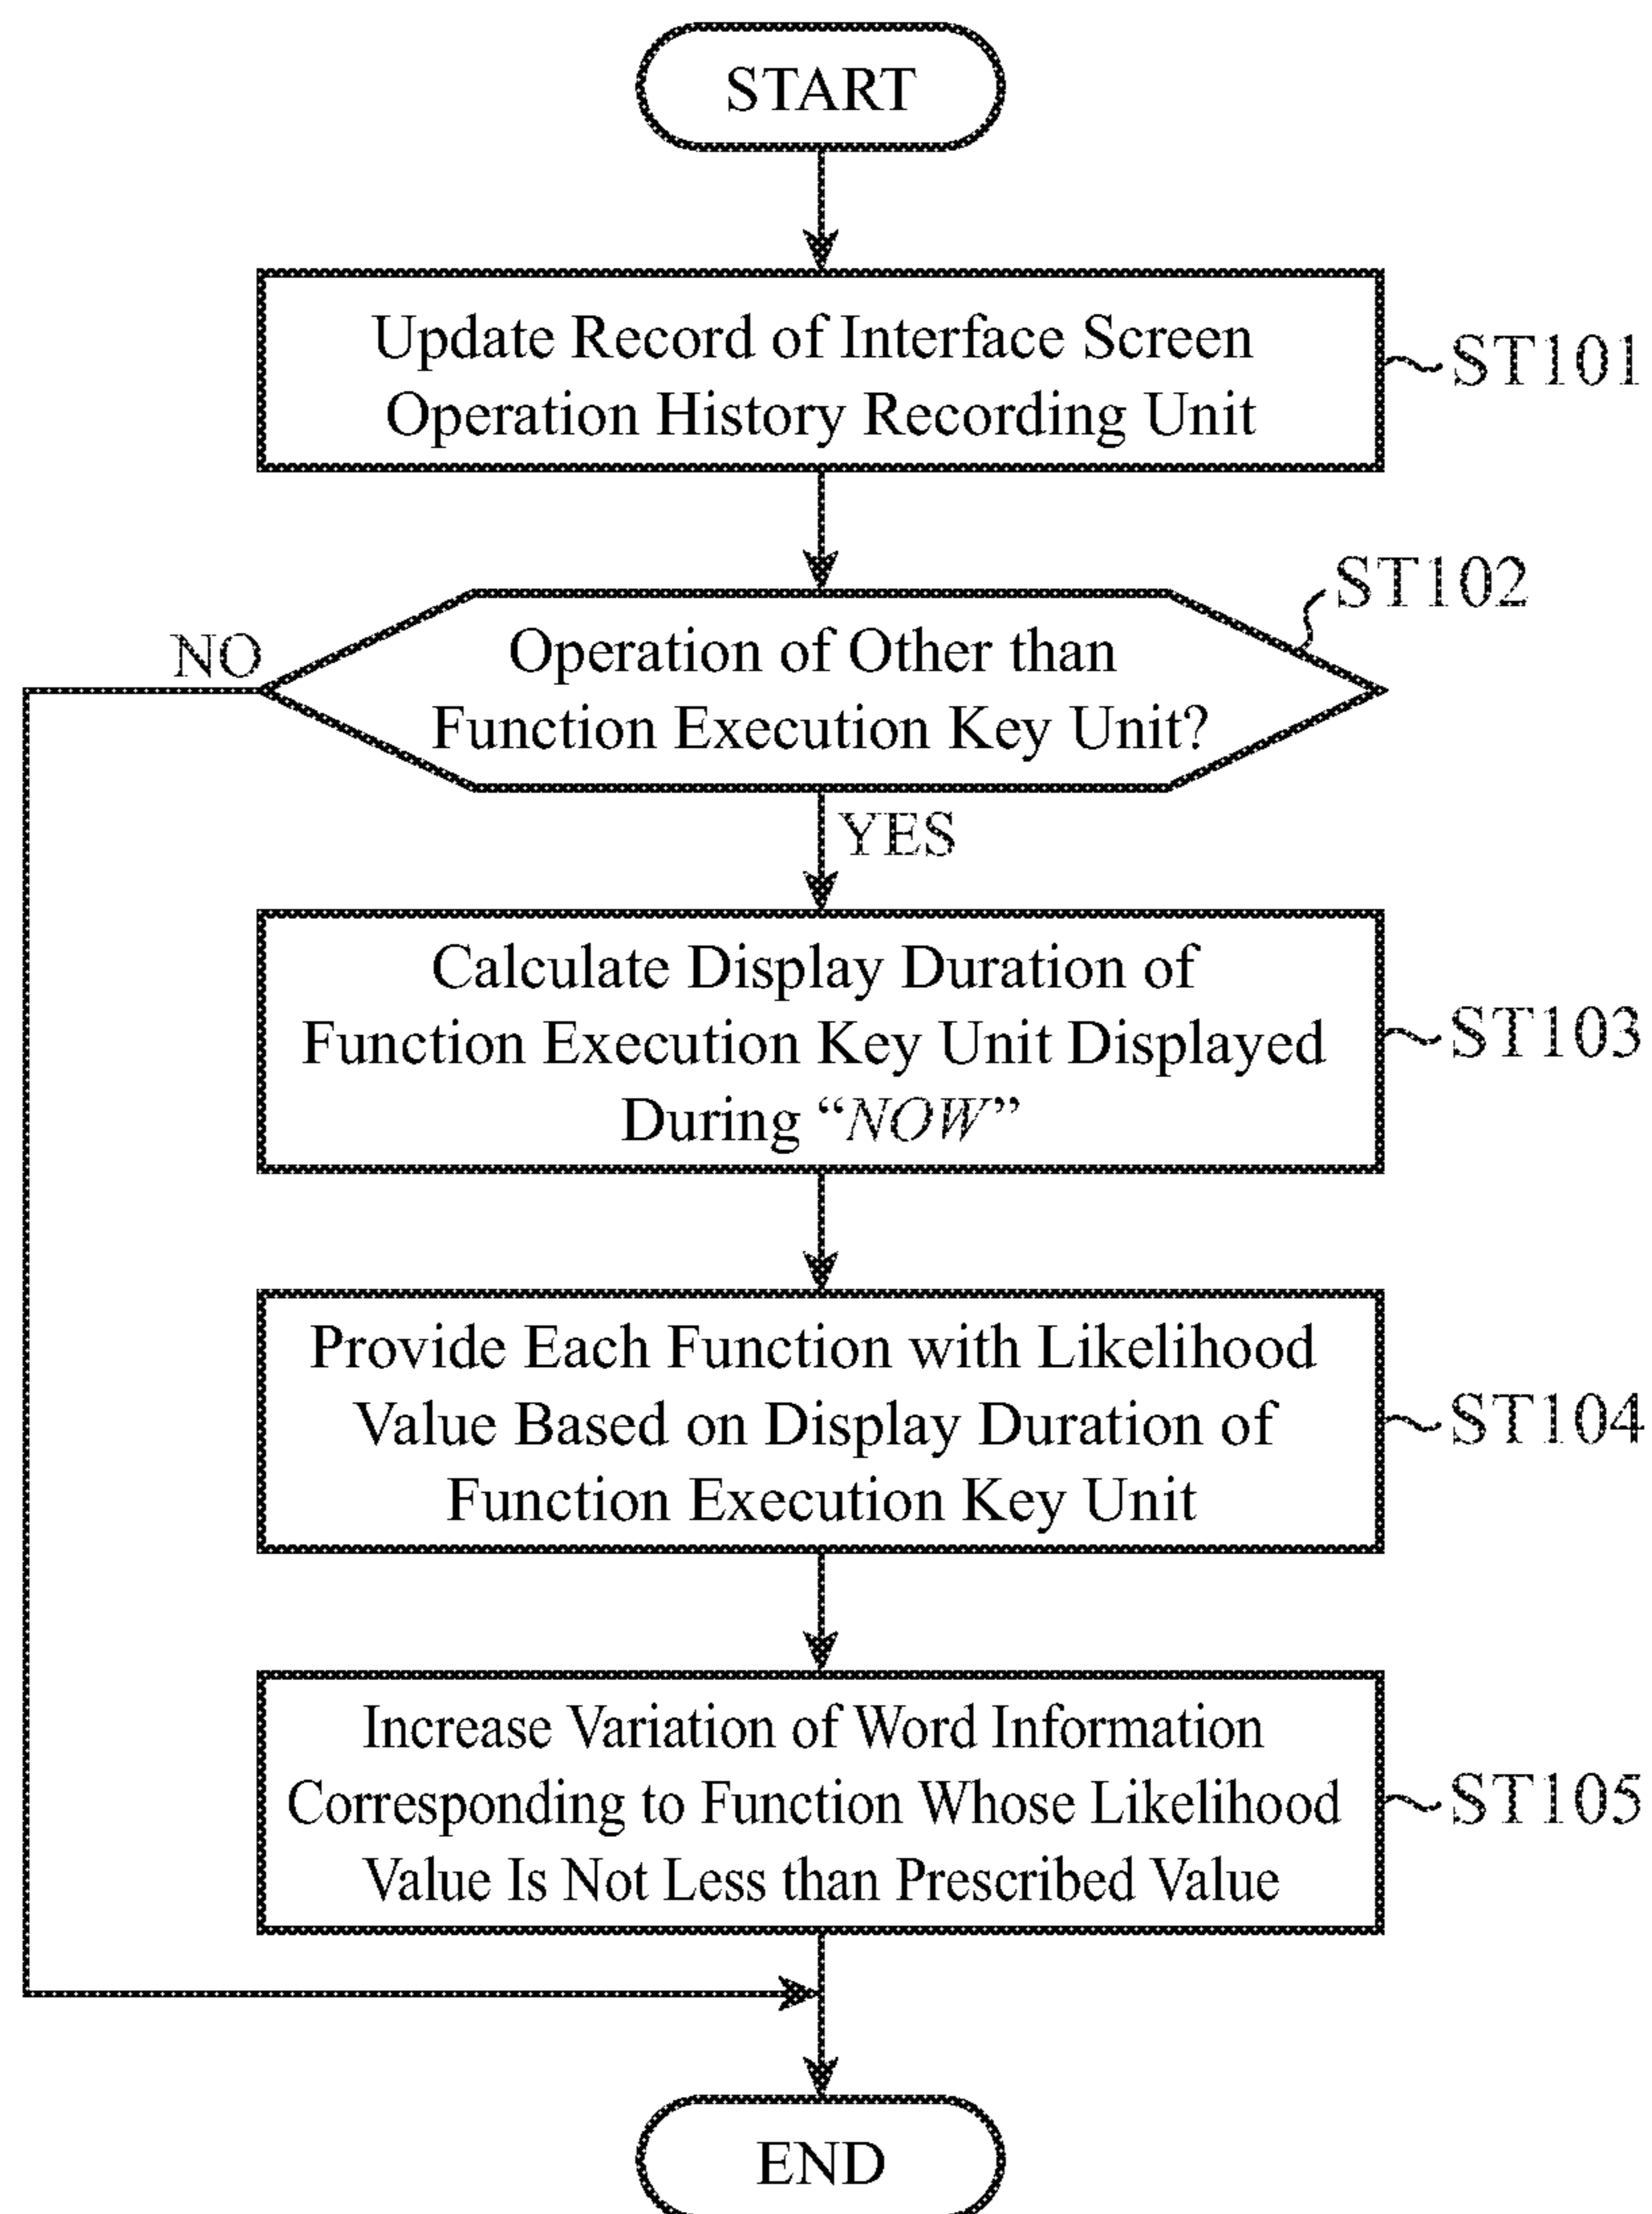 START
Update Record of Interface Screen
Operation History Recording Unit
ST101
ST102
NO
Operation of Other than
Function Execution Key Unit?
YES
Calculate Display Duration of
Function Execution Key Unit Displayed
During “NOW”
ST103
Provide Each Function with Likelihood
Value Based on Display Duration of
Function Execution Key Unit
ST104
Increase Variation of Word Information
Corresponding to Function Whose Likelihood
Value Is Not Less than Prescribed Value
ST105
END